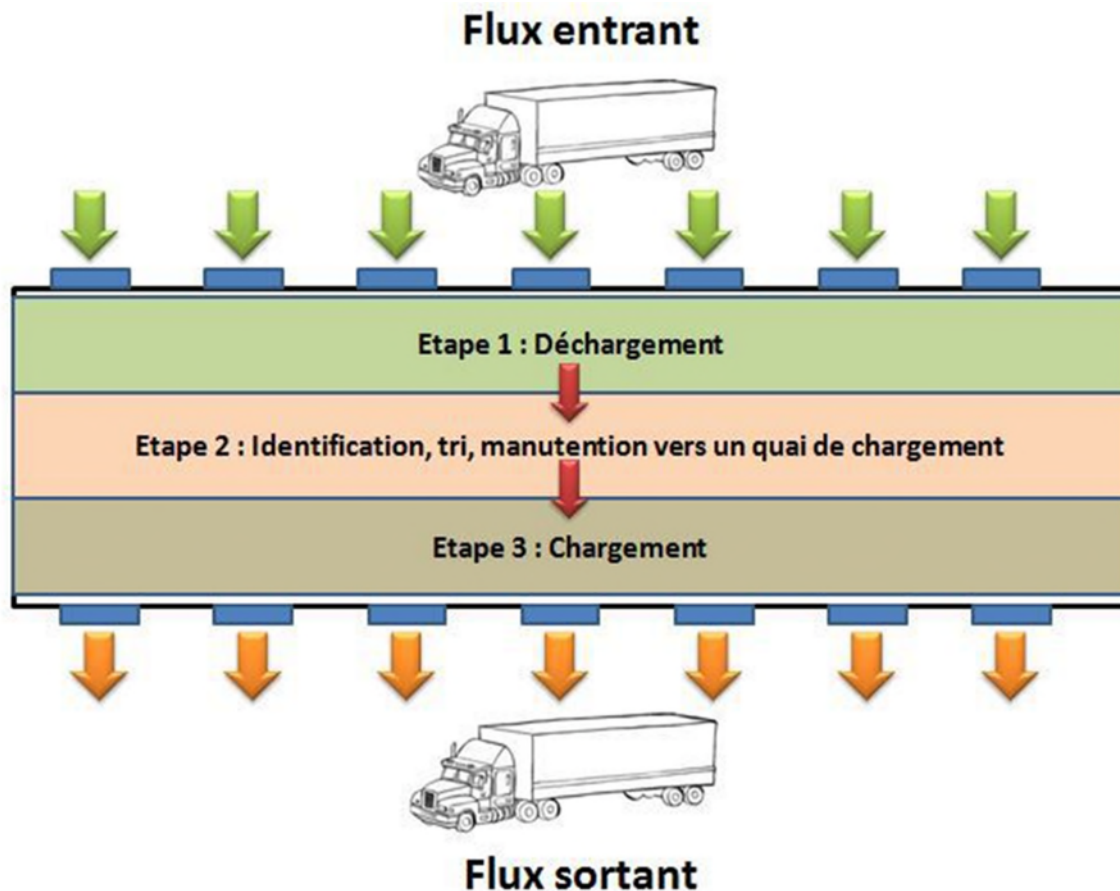 Flux entrant
Etape 1 : Déchargement
Etape 2 : Identification, tri, manutention vers un quai de chargement
Etape 3 : Chargement
Flux sortant